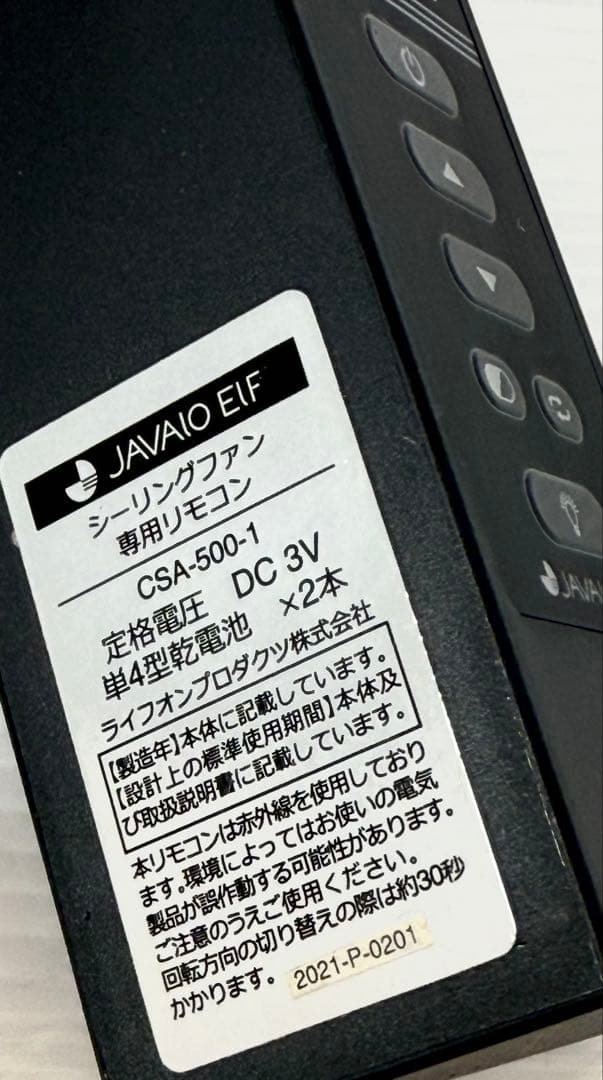 JAVALO ElF
シーリングファン
専用リモコン
CSA-500-1
定格電圧 DC 3V
単4型乾電池 ×2本
ライフオンプロダクツ株式会社
【製造年】本体に記載しています。
【設計上の標準使用期間】本体及
び取扱説明書に記載しています。
本リモコンは赤外線を使用しており
ます。環境によってはお使いの電気
製品が誤作動する可能性があります。
ご注意のうえご使用ください。
回転方向の切り替えの際は約30秒
かかります。
2021-P-0201
JAVA